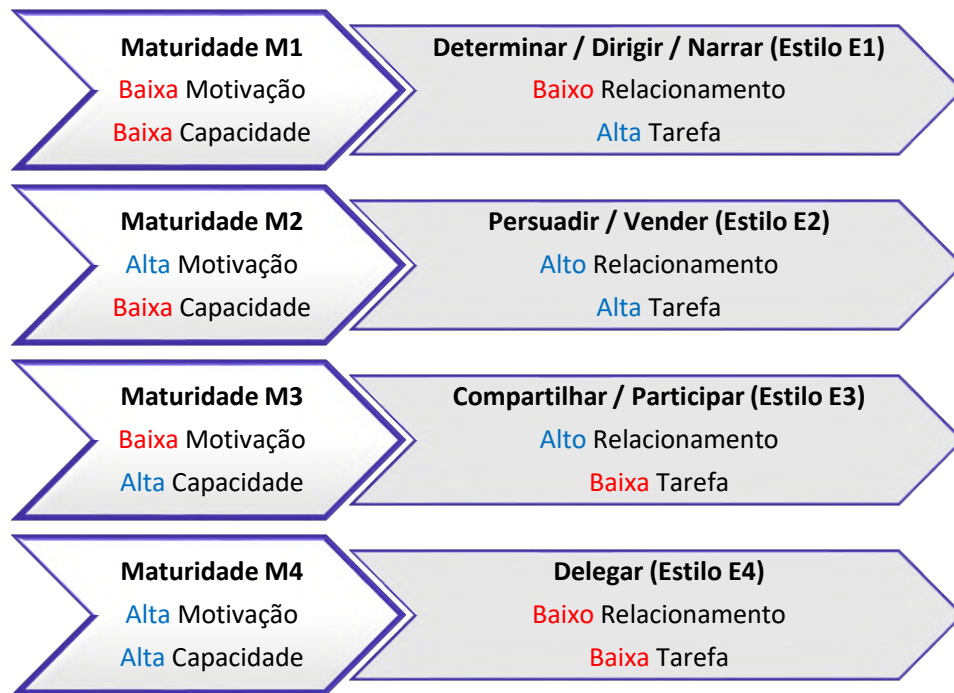 Maturidade M1
Baixa Motivação
Baixa Capacidade
Determinar / Dirigir / Narrar (Estilo E1)
Baixo Relacionamento
Alta Tarefa
Maturidade M2
Alta Motivação
Baixa Capacidade
Persuadir / Vender (Estilo E2)
Alto Relacionamento
Alta Tarefa
Maturidade M3
Baixa Motivação
Alta Capacidade
Compartilhar / Participar (Estilo E3)
Alto Relacionamento
Baixa Tarefa
Maturidade M4
Alta Motivação
Alta Capacidade
Delegar (Estilo E4)
Baixo Relacionamento
Baixa Tarefa